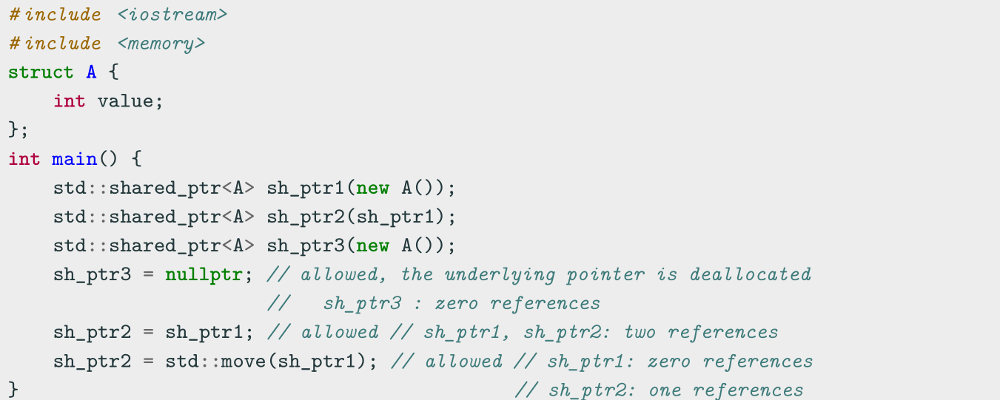 #include <iostream>
#include <memory>
struct A {
    int value;
};
int main() {
    std::shared_ptr<A> sh_ptr1(new A());
    std::shared_ptr<A> sh_ptr2(sh_ptr1);
    std::shared_ptr<A> sh_ptr3(new A());
    sh_ptr3 = nullptr; // allowed, the underlying pointer is deallocated
                       //   sh_ptr3 : zero references
    sh_ptr2 = sh_ptr1; // allowed // sh_ptr1, sh_ptr2: two references
    sh_ptr2 = std::move(sh_ptr1); // allowed // sh_ptr1: zero references
}                                            // sh_ptr2: one references